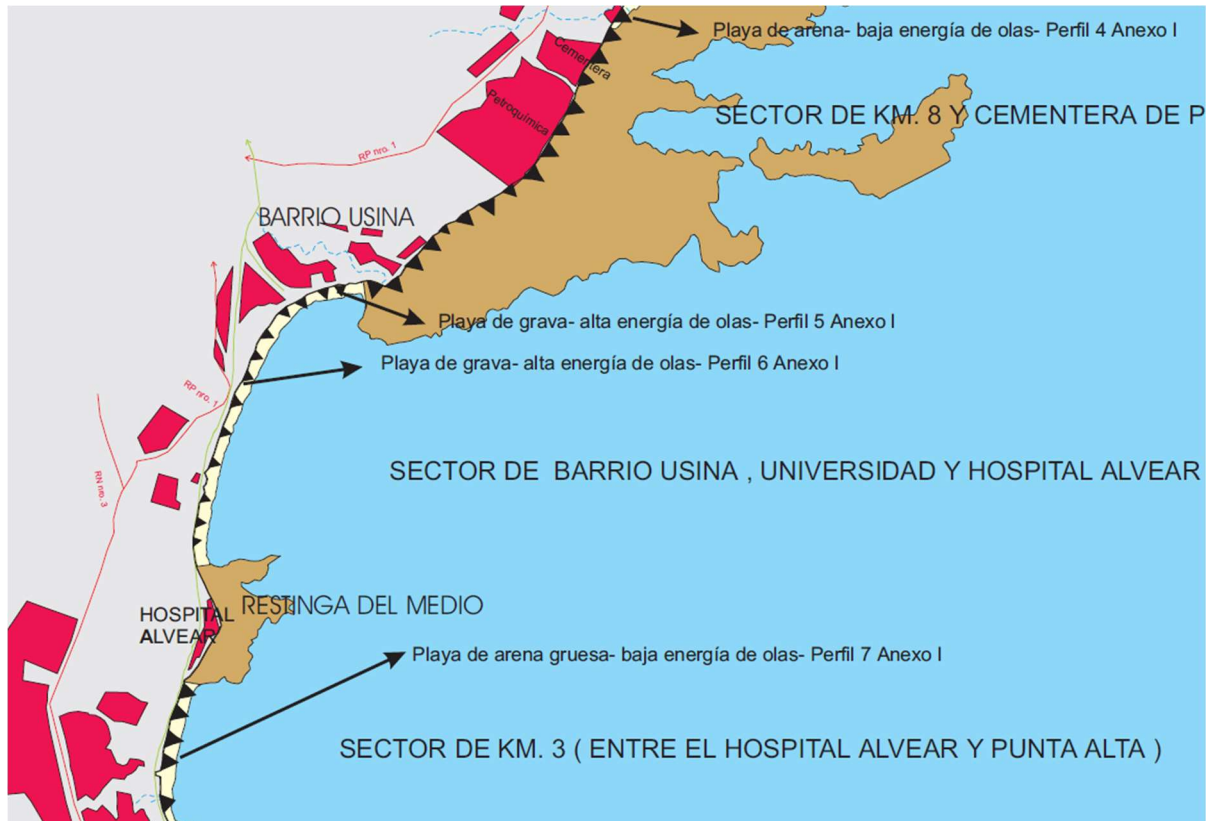 Playa de arena- baja energía de olas- Perfil 4 Anexo I
Cementera
Petroquímica
SECTOR DE KM. 8 Y CEMENTERA DE P
RP nro. 1
BARRIO USINA
Playa de grava- alta energía de olas- Perfil 5 Anexo I
Playa de grava- alta energía de olas- Perfil 6 Anexo I
RP nro. 1
SECTOR DE BARRIO USINA , UNIVERSIDAD Y HOSPITAL ALVEAR
RN nro. 3
HOSPITAL
ALVEAR
RESTINGA DEL MEDIO
Playa de arena gruesa- baja energía de olas- Perfil 7 Anexo I
SECTOR DE KM. 3 ( ENTRE EL HOSPITAL ALVEAR Y PUNTA ALTA )